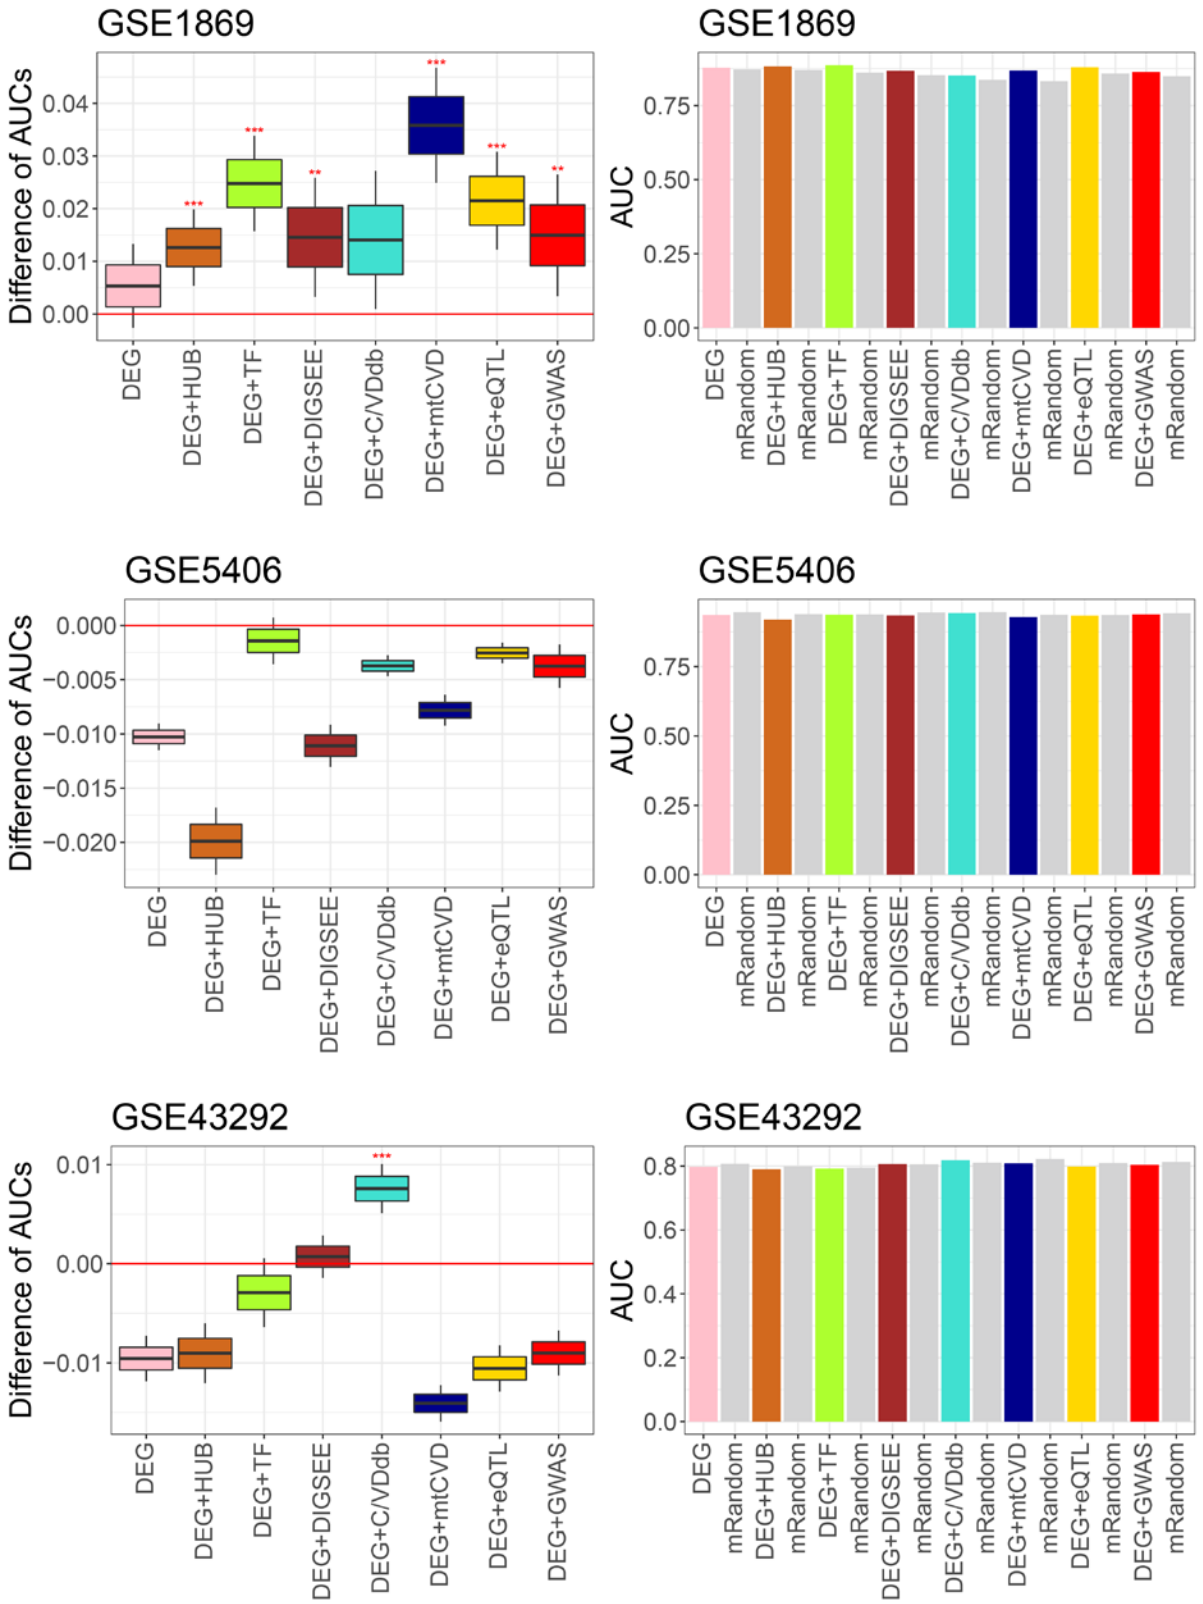 GSE1869
Difference of AUCs
0.04
0.03
0.02
0.01
0.00
***
***
**
***
***
**
DEG
DEG+HUB
DEG+TF
DEG+DIGSEE
DEG+C/VDdb
DEG+mtCVD
DEG+eQTL
DEG+GWAS
GSE1869
AUC
0.75
0.50
0.25
0.00
DEG
mRandom
DEG+HUB
mRandom
DEG+TF
mRandom
DEG+DIGSEE
mRandom
DEG+C/VDdb
mRandom
DEG+mtCVD
mRandom
DEG+eQTL
mRandom
DEG+GWAS
mRandom
GSE5406
Difference of AUCs
0.000
−0.005
−0.010
−0.015
−0.020
DEG
DEG+HUB
DEG+TF
DEG+DIGSEE
DEG+C/VDdb
DEG+mtCVD
DEG+eQTL
DEG+GWAS
GSE5406
AUC
0.75
0.50
0.25
0.00
DEG
mRandom
DEG+HUB
mRandom
DEG+TF
mRandom
DEG+DIGSEE
mRandom
DEG+C/VDdb
mRandom
DEG+mtCVD
mRandom
DEG+eQTL
mRandom
DEG+GWAS
mRandom
GSE43292
Difference of AUCs
0.01
0.00
−0.01
***
DEG
DEG+HUB
DEG+TF
DEG+DIGSEE
DEG+C/VDdb
DEG+mtCVD
DEG+eQTL
DEG+GWAS
GSE43292
AUC
0.8
0.6
0.4
0.2
0.0
DEG
mRandom
DEG+HUB
mRandom
DEG+TF
mRandom
DEG+DIGSEE
mRandom
DEG+C/VDdb
mRandom
DEG+mtCVD
mRandom
DEG+eQTL
mRandom
DEG+GWAS
mRandom